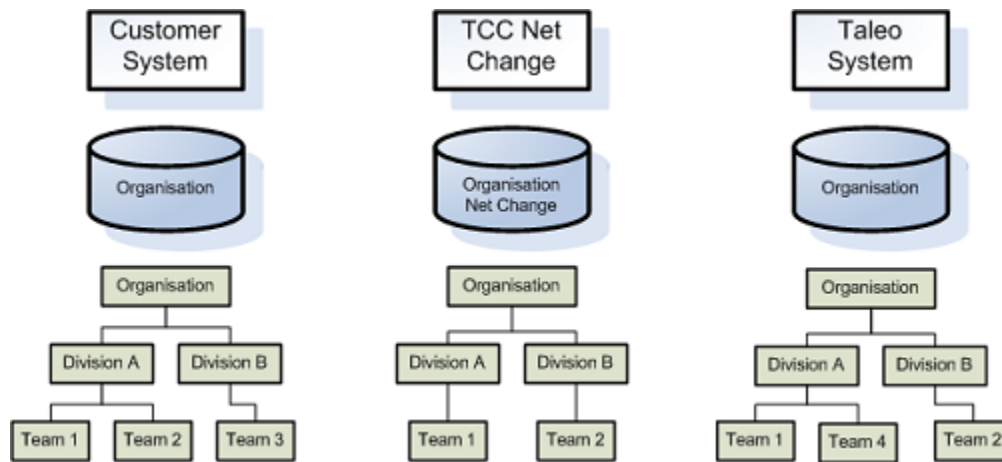 Customer
System
TCC Net
Change
Taleo
System
Organisation
Organisation
Net Change
Organisation
Organisation
Organisation
Organisation
Division A
Division B
Division A
Division B
Division A
Division B
Team 1
Team 2
Team 3
Team 1
Team 2
Team 1
Team 4
Team 2